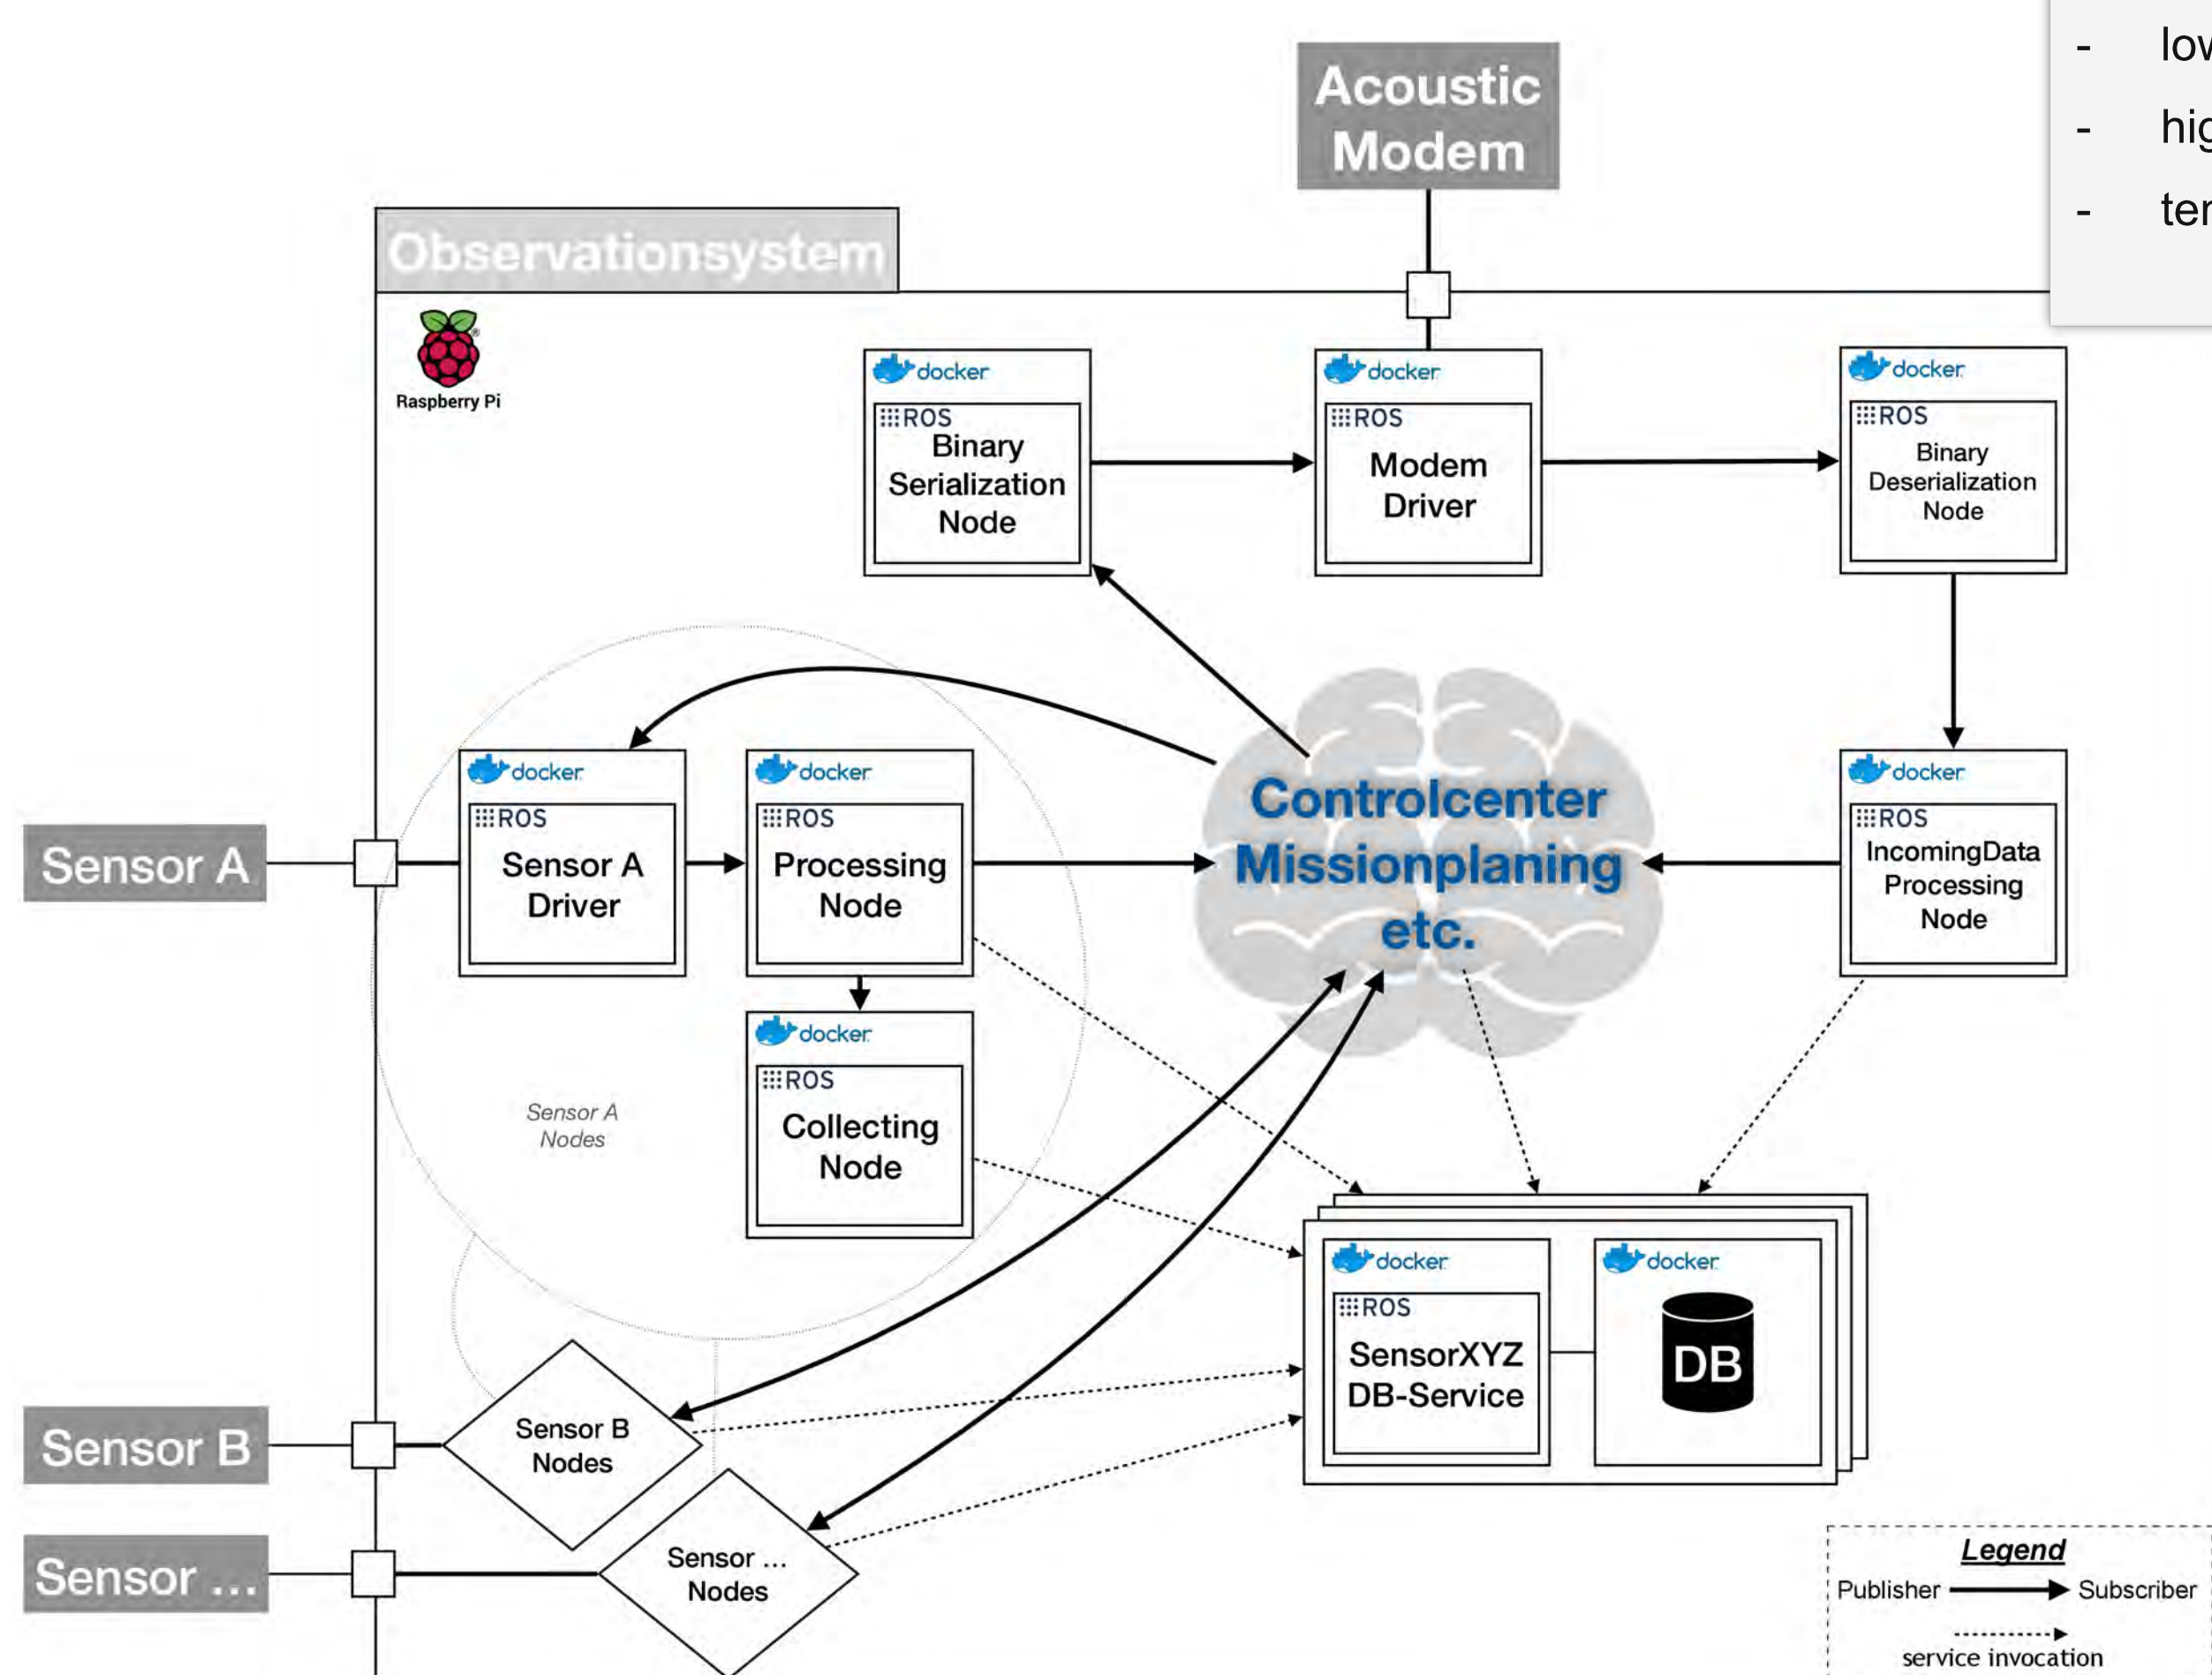 -
-
-
Acoustic
Modem
Observationsystem
Raspberry Pi
docker
ROS
Binary
Serialization
Node
docker
ROS
Modem
Driver
docker
ROS
Binary
Deserialization
Node
Sensor A
docker
ROS
Sensor A
Driver
docker
ROS
Processing
Node
Controlcenter
Missionplaning
etc.
docker
ROS
IncomingData
Processing
Node
Sensor A
Nodes
docker
ROS
Collecting
Node
docker
ROS
SensorXYZ
DB-Service
docker
DB
Sensor B
Sensor B
Nodes
Sensor ...
Sensor ...
Nodes
Legend
Publisher Subscriber
service invocation